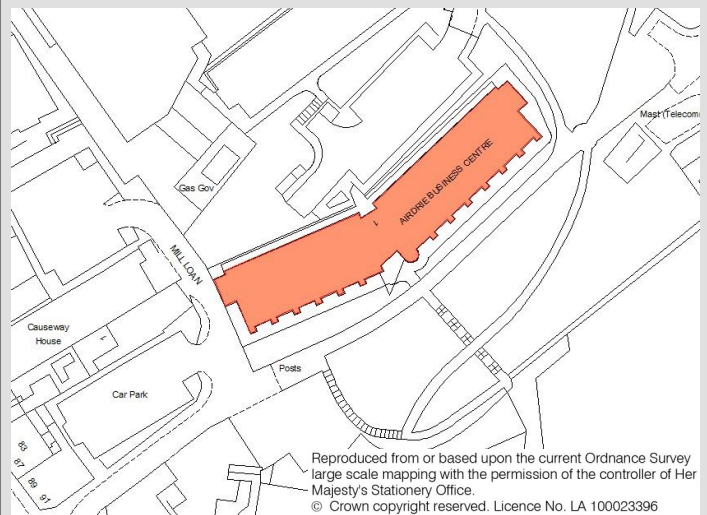 Mast (Telecom
AIRDRIE BUSINESS CENTRE
1
Gas Gov
MILL LOAN
Causeway
House
1
Posts
Car Park
83
87
89
91
Reproduced from or based upon the current Ordnance Survey
large scale mapping with the permission of the controller of Her
Majesty's Stationery Office.
© Crown copyright reserved. Licence No. LA 100023396